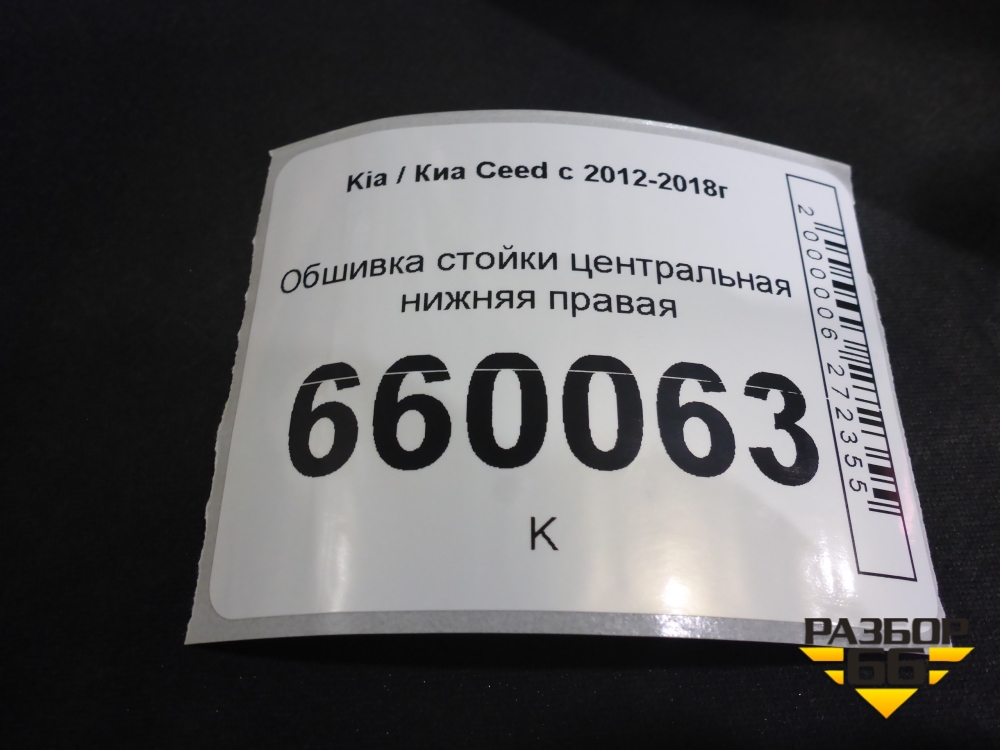 Kia / Киа Ceed с 2012-2018г
Обшивка стойки центральная
нижняя правая
660063
К
2000006272355
РАЗБОР
66